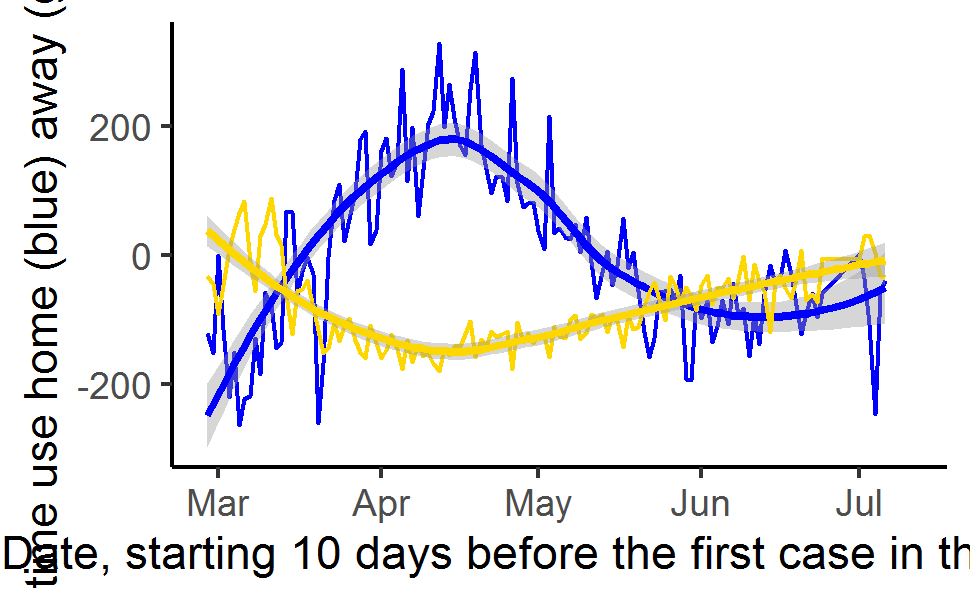 time use home (blue) away (
200
0
-200
Mar Apr May Jun Jul
Date, starting 10 days before the first case in th